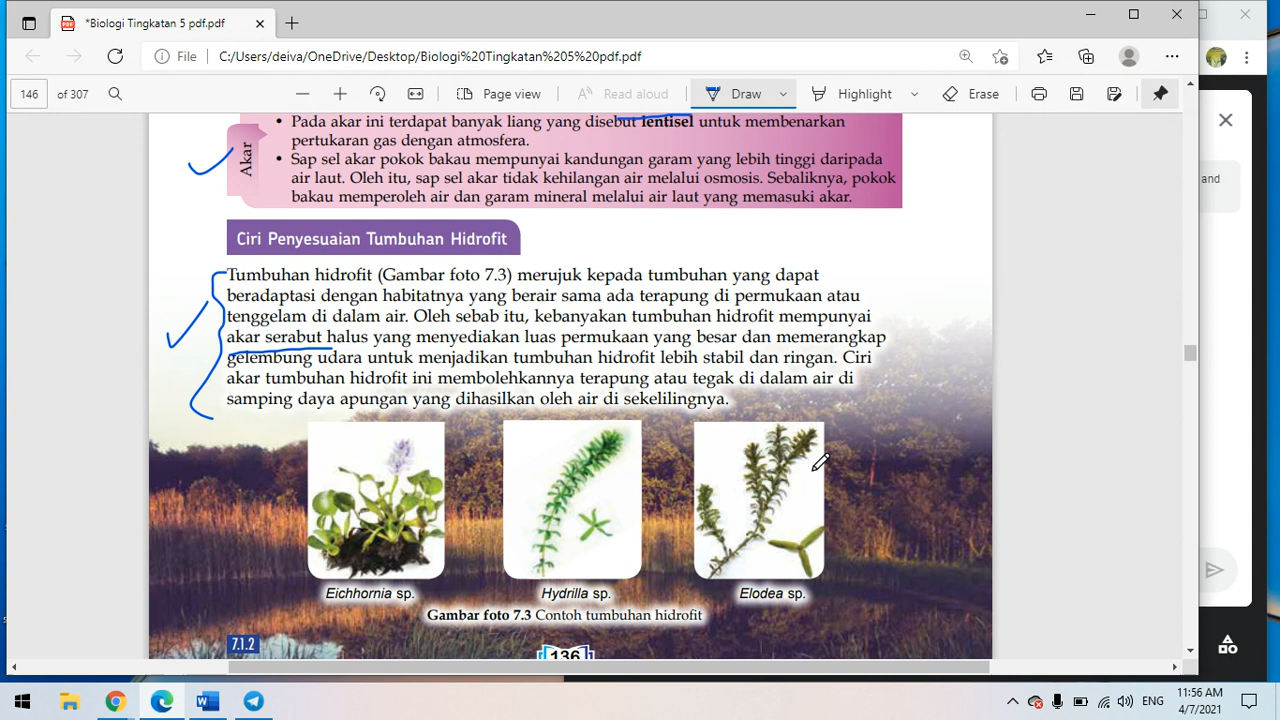 *Biologi Tingkatan 5 pdf.pdf
File C:/Users/deiva/OneDrive/Desktop/Biologi%20Tingkatan%205%20pdf.pdf
146 of 307 Page view Read aloud Draw Highlight Erase
• Pada akar ini terdapat banyak liang yang disebut lentisel untuk membenarkan
pertukaran gas dengan atmosfera.
Akar
• Sap sel akar pokok bakau mempunyai kandungan garam yang lebih tinggi daripada
air laut. Oleh itu, sap sel akar tidak kehilangan air melalui osmosis. Sebaliknya, pokok
bakau memperoleh air dan garam mineral melalui air laut yang memasuki akar.
and
Ciri Penyesuaian Tumbuhan Hidrofit
Tumbuhan hidrofit (Gambar foto 7.3) merujuk kepada tumbuhan yang dapat
beradaptasi dengan habitatnya yang berair sama ada terapung di permukaan atau
tenggelam di dalam air. Oleh sebab itu, kebanyakan tumbuhan hidrofit mempunyai
akar serabut halus yang menyediakan luas permukaan yang besar dan memerangkap
gelembung udara untuk menjadikan tumbuhan hidrofit lebih stabil dan ringan. Ciri
akar tumbuhan hidrofit ini membolehkannya terapung atau tegak di dalam air di
samping daya apungan yang dihasilkan oleh air di sekelilingnya.
Eichhornia sp. Hydrilla sp. Elodea sp.
Gambar foto 7.3 Contoh tumbuhan hidrofit
7.1.2
136
ENG
11:56 AM
4/7/2021